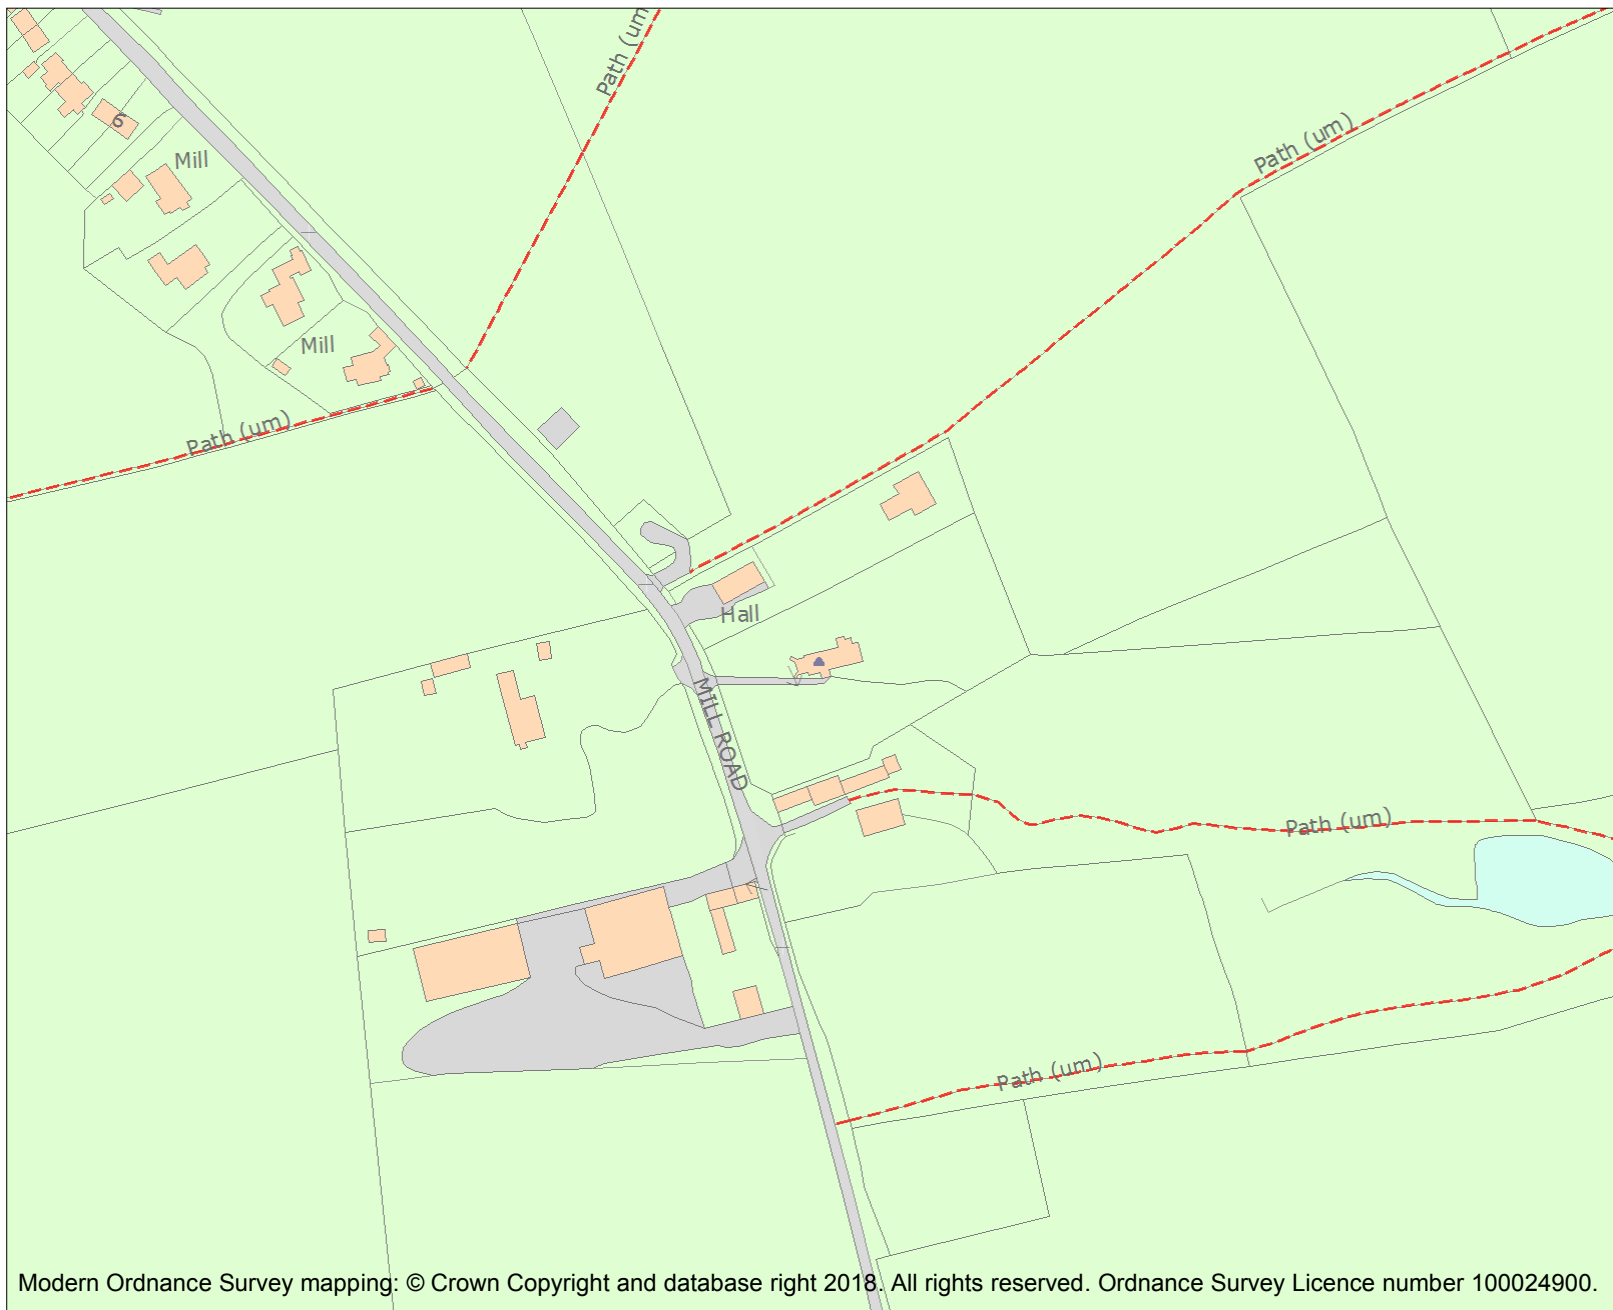 Path (um
Path (um)
6
Mill
Mill
Path (um)
Hall
MILL ROAD
Path (um)
Path (um)
Modern Ordnance Survey mapping: © Crown Copyright and database right 2018. All rights reserved. Ordnance Survey Licence number 100024900.